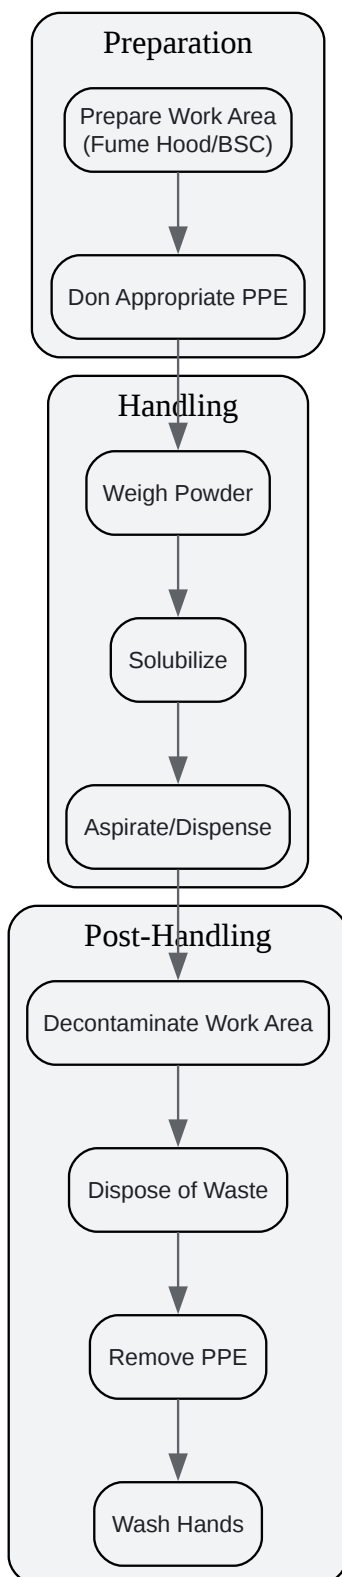 Preparation
Prepare Work Area
(Fume Hood/BSC)
Don Appropriate PPE
Handling
Weigh Powder
Solubilize
Aspirate/Dispense
Post-Handling
Decontaminate Work Area
Dispose of Waste
Remove PPE
Wash Hands